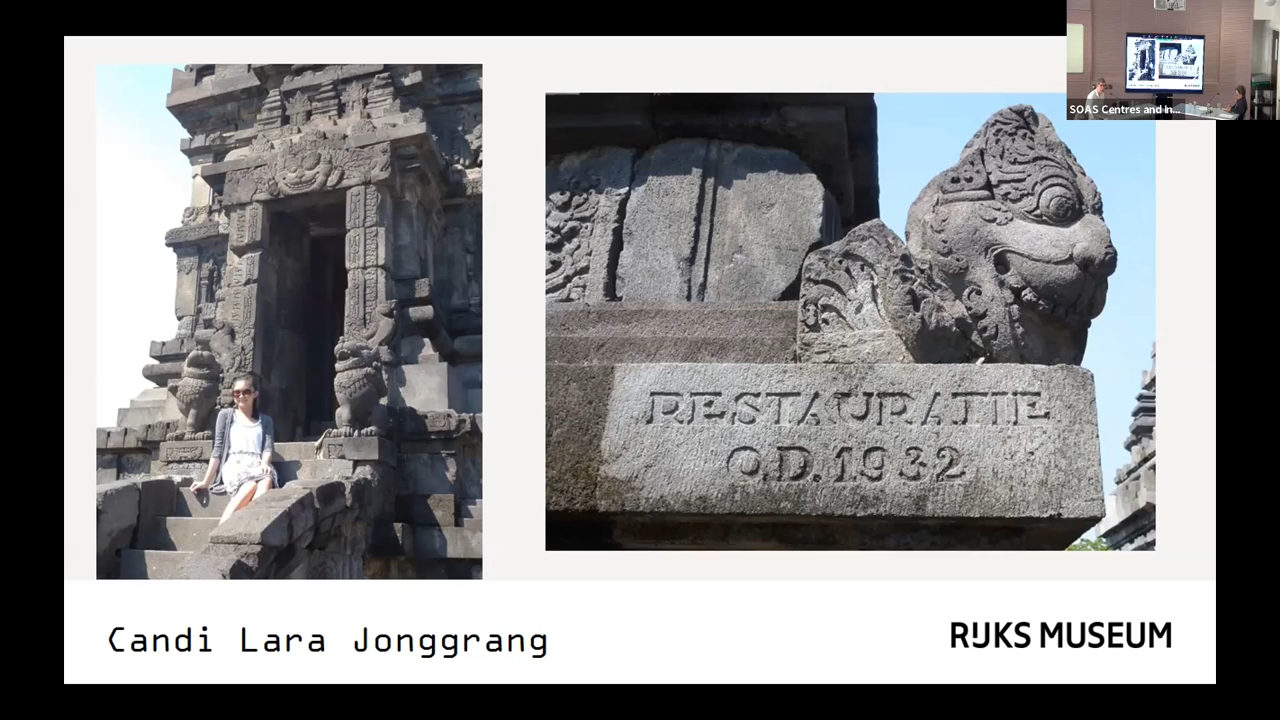 SOAS Centres and In...
RESTAURATIE
O.D.1932
Candi Lara Jonggrang
RIJKS MUSEUM